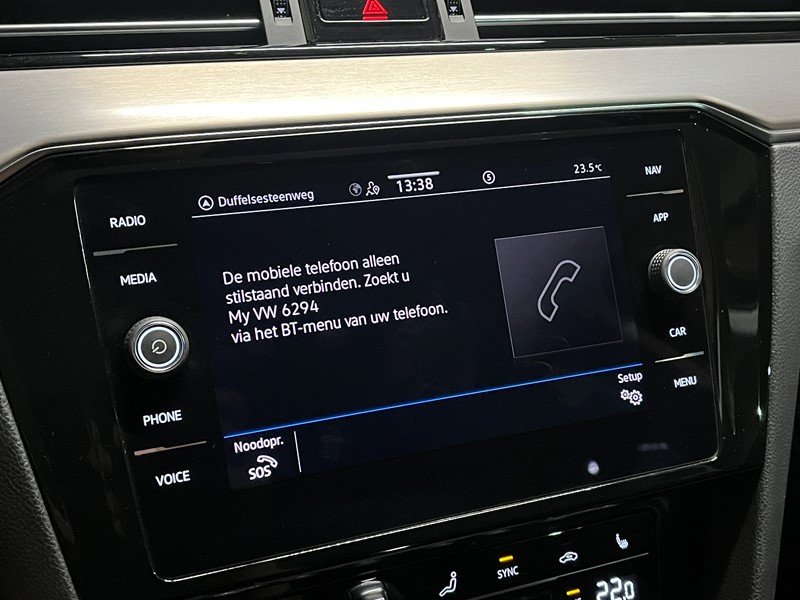 Duffelsesteenweg
13:38
S
23.5°C
NAV
RADIO
APP
MEDIA
De mobiele telefoon alleen
stilstaand verbinden. Zoekt u
My VW 6294
via het BT-menu van uw telefoon.
CAR
Setup
MENU
PHONE
Noodopr.
SOS
VOICE
SYNC
22.0